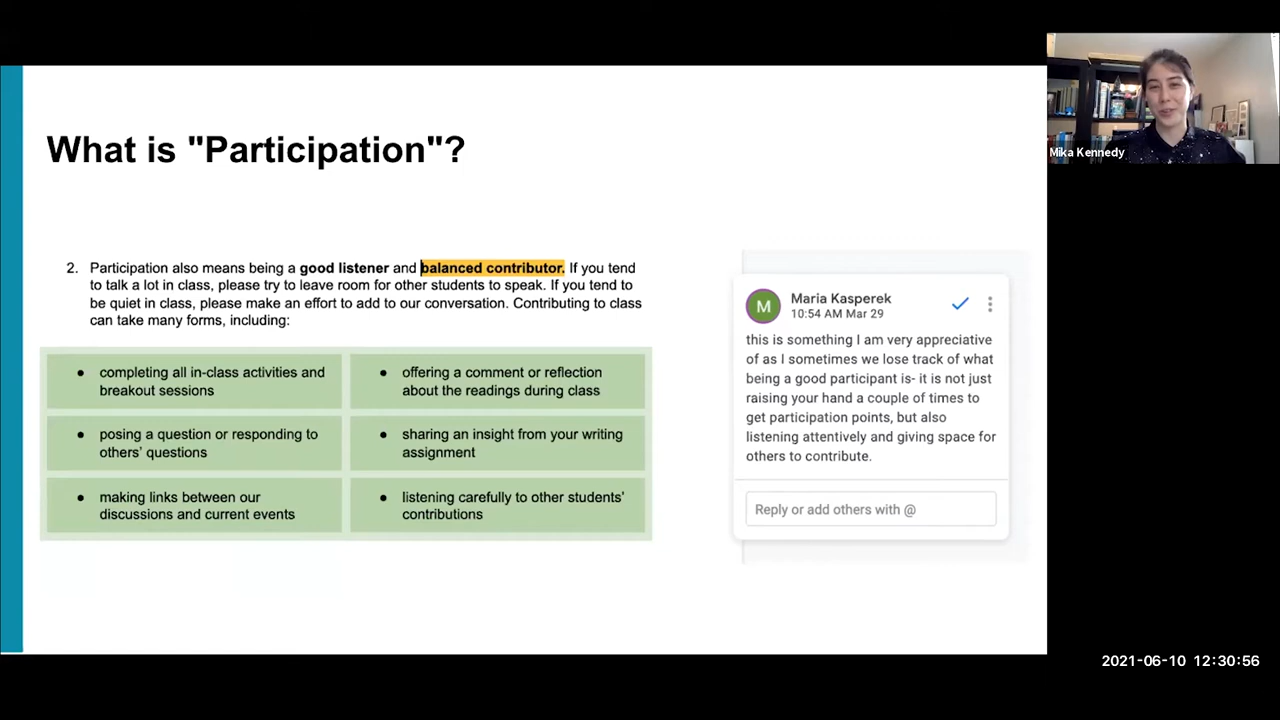 What is "Participation"?
2. Participation also means being a good listener and balanced contributor. If you tend
to talk a lot in class, please try to leave room for other students to speak. If you tend to
be quiet in class, please make an effort to add to our conversation. Contributing to class
can take many forms, including:
• completing all in-class activities and
breakout sessions
• offering a comment or reflection
about the readings during class
• posing a question or responding to
others' questions
• sharing an insight from your writing
assignment
• making links between our
discussions and current events
• listening carefully to other students'
contributions
M
Maria Kasperek
10:54 AM Mar 29
this is something I am very appreciative
of as I sometimes we lose track of what
being a good participant is- it is not just
raising your hand a couple of times to
get participation points, but also
listening attentively and giving space for
others to contribute.
Reply or add others with @
Mika Kennedy
2021-06-10 12:30:56